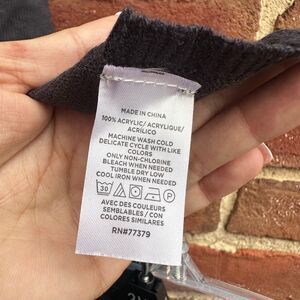 MADE IN CHINA
100% ACRYLIC/ ACRYLIQUE/
ACRÍLICO
MACHINE WASH COLD
DELICATE CYCLE WITH LIKE
COLORS
ONLY NON-CHLORINE
BLEACH WHEN NEEDED
TUMBLE DRY LOW
COOL IRON WHEN NEEDED
30 P
AVEC DES COULEURS
SEMBLABLES / CON
COLORES SIMILARES
RN#77379